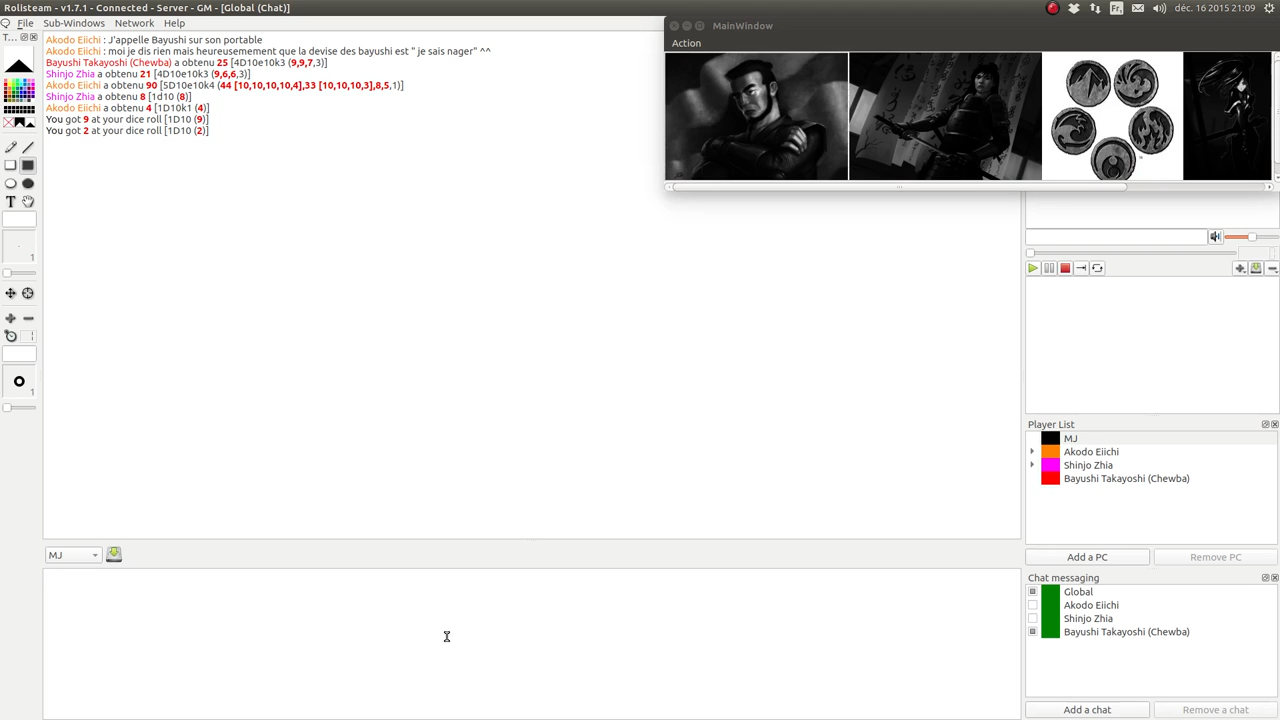 Rolisteam - v1.7.1 - Connected - Server - GM - [Global (Chat)]
Fr
déc. 16 2015 21:09
File Sub-Windows Network Help
MainWindow
Action
T...
Akodo Eiichi : J'appelle Bayushi sur son portable
Akodo Eiichi : moi je dis rien mais heureusemement que la devise des bayushi est " je sais nager" ^^
Bayushi Takayoshi (Chewba) a obtenu 25 [4D10e10k3 (9,9,7,3)]
Shinjo Zhia a obtenu 21 [4D10e10k3 (9,6,6,3)]
Akodo Eiichi a obtenu 90 [5D10e10k4 (44 [10,10,10,10,4],33 [10,10,10,3],8,5,1)]
Shinjo Zhia a obtenu 8 [1d10 (8)]
Akodo Eiichi a obtenu 4 [1D10k1 (4)]
You got 9 at your dice roll [1D10 (9)]
You got 2 at your dice roll [1D10 (2)]
T
1
1
Player List
MJ
Akodo Eiichi
Shinjo Zhia
Bayushi Takayoshi (Chewba)
MJ
Add a PC
Remove PC
Chat messaging
Global
Akodo Eiichi
Shinjo Zhia
Bayushi Takayoshi (Chewba)
Add a chat
Remove a chat